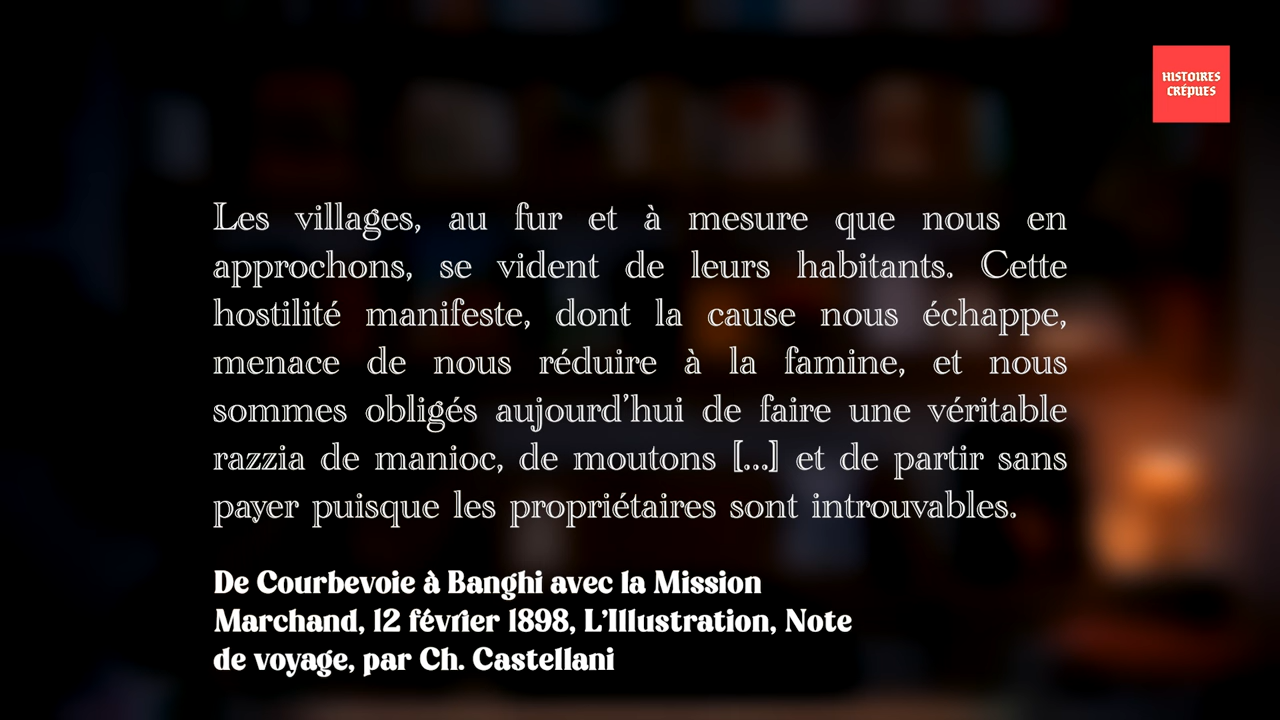 HISTOIRES
CRÉPUES
Les villages, au fur et à mesure que nous en
approchons, se vident de leurs habitants. Cette
hostilité manifeste, dont la cause nous échappe,
menace de nous réduire à la famine, et nous
sommes obligés aujourd'hui de faire une véritable
razzia de manioc, de moutons [...] et de partir sans
payer puisque les propriétaires sont introuvables.
De Courbevoie à Banghi avec la Mission
Marchand, 12 février 1898, L'Illustration, Note
de voyage, par Ch. Castellani